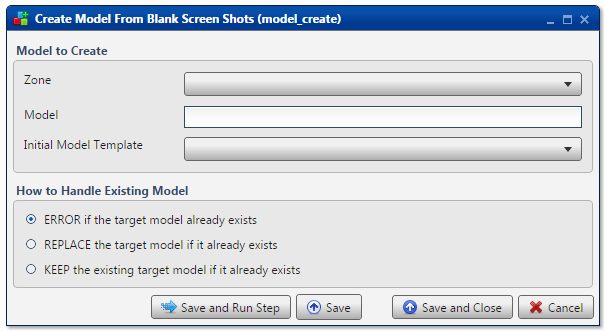 Create Model From Blank Screen Shots (model_create)
Model to Create
Zone
Model
Initial Model Template
How to Handle Existing Model
ERROR if the target model already exists
REPLACE the target model if it already exists
KEEP the existing target model if it already exists
Save and Run Step Save Save and Close Cancel